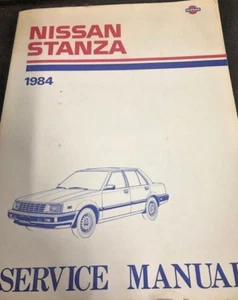 NISSAN
STANZA
1984
SERVICE MANUAL